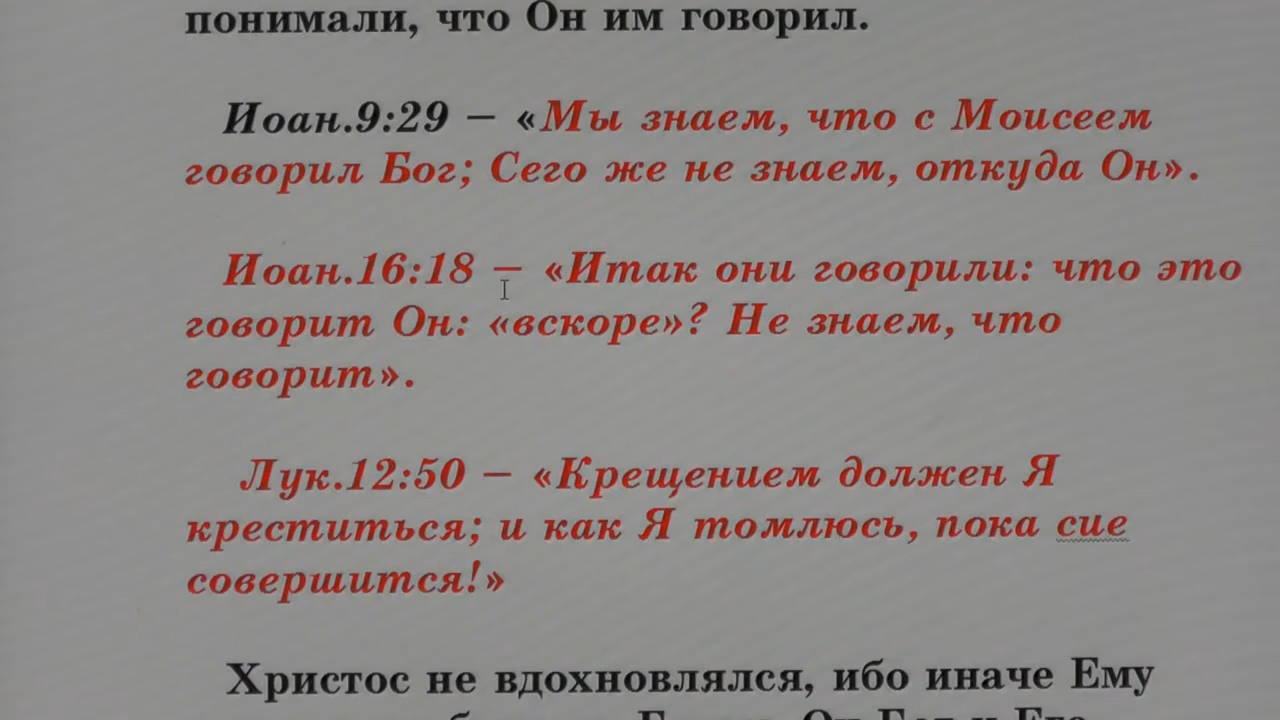 понимали, что Он им говорил.
Иоан.9:29 – «Мы знаем, что с Моисеем
говорил Бог; Сего же не знаем, откуда Он».
Иоан.16:18 – «Итак они говорили: что это
говорит Он: «вскоре»? Не знаем, что
говорит».
Лук.12:50 – «Крещением должен Я
креститься; и как Я томлюсь, пока сие
совершится!»
Христос не вдохновлялся, ибо иначе Ему